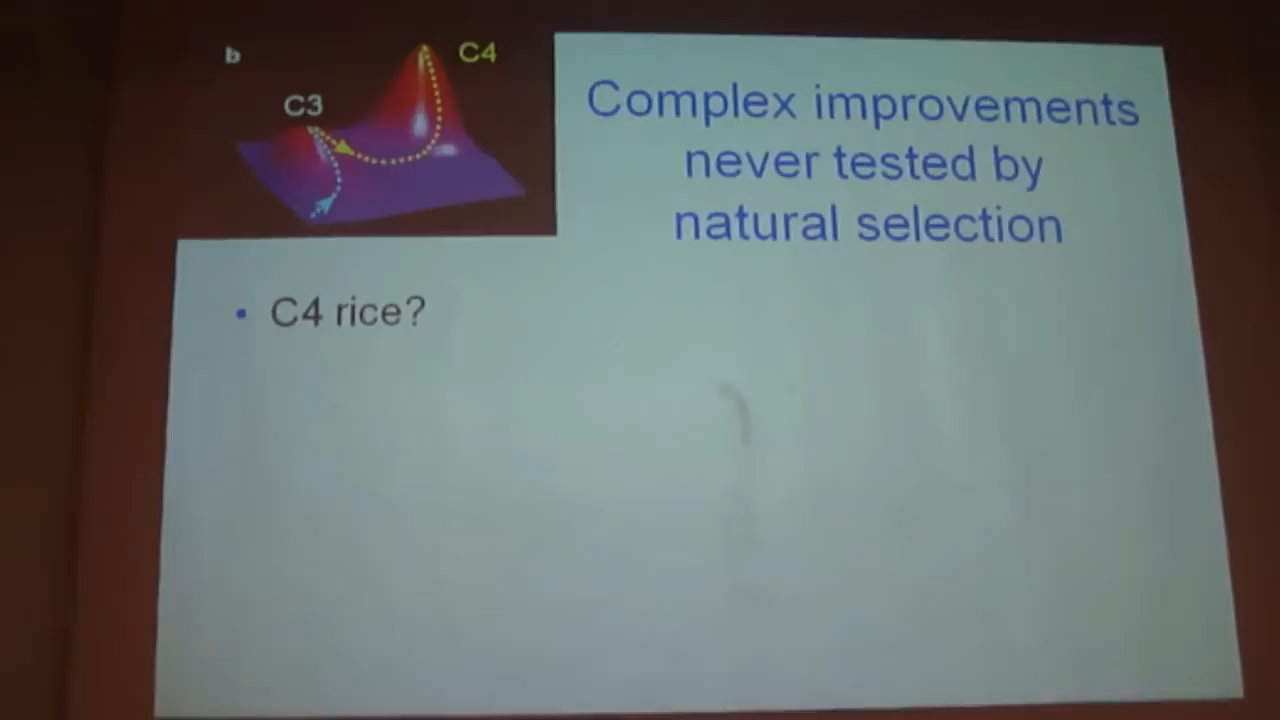 b
C4
C3
Complex improvements
never tested by
natural selection
• C4 rice?